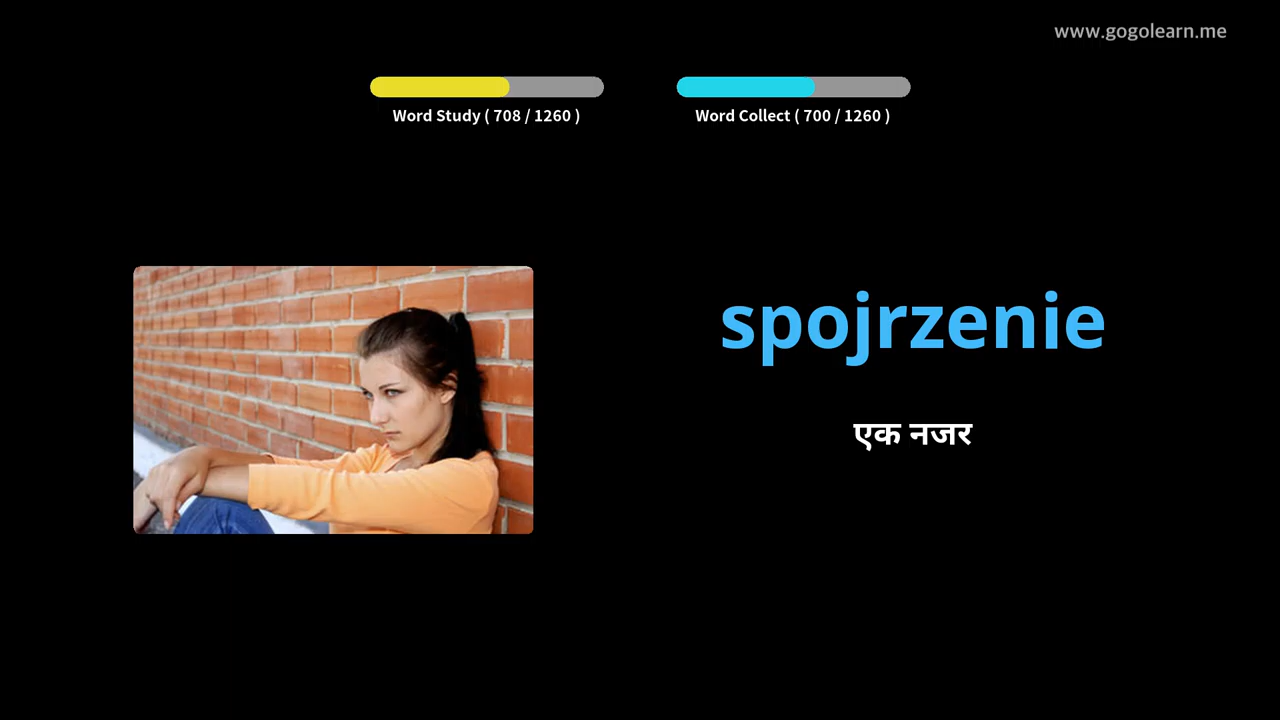 www.gogolearn.me
Word Study ( 708 / 1260 )
Word Collect ( 700 / 1260 )
spojrzenie
एक नजर